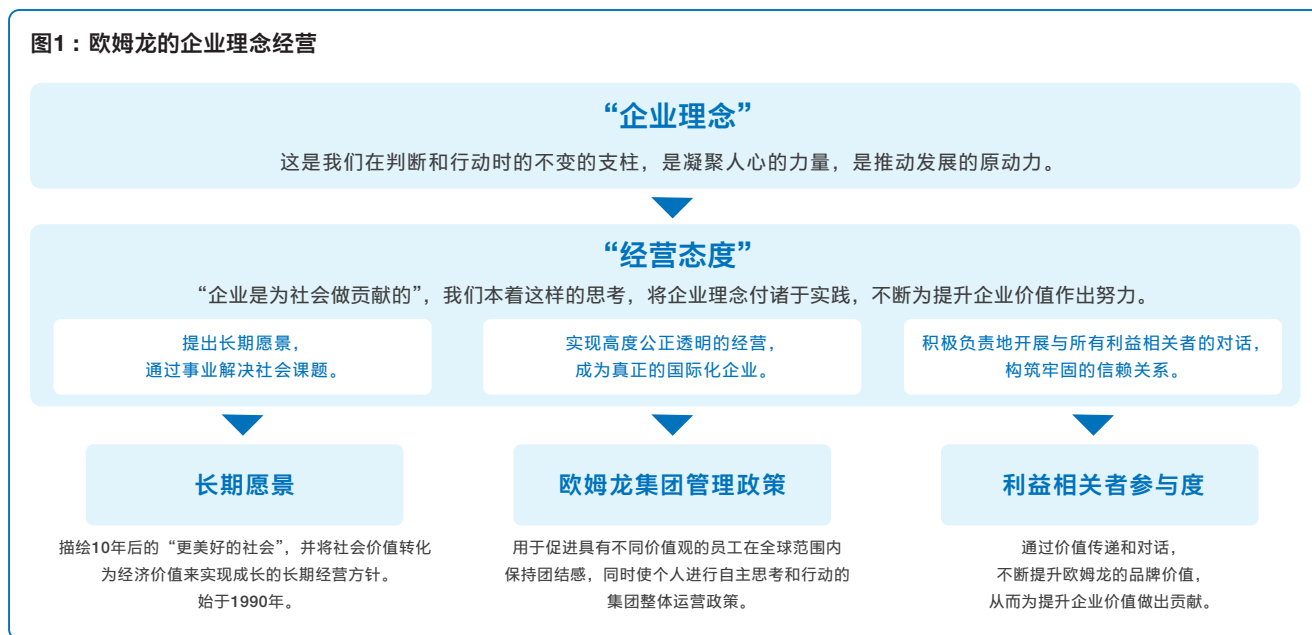 图1：欧姆龙的企业理念经营
“企业理念”
这是我们在判断和行动时的不变的支柱，是凝聚人心的力量，是推动发展的原动力。
“经营态度”
“企业是为社会做贡献的”，我们本着这样的思考，将企业理念付诸于实践，不断为提升企业价值作出努力。
提出长期愿景，
通过事业解决社会课题。
实现高度公正透明的经营，
成为真正的国际化企业。
积极负责地开展与所有利益相关者的对话，
构筑牢固的信赖关系。
长期愿景
描绘10年后的“更美好的社会”，并将社会价值转化
为经济价值来实现成长的长期经营方针。
始于1990年。
欧姆龙集团管理政策
用于促进具有不同价值观的员工在全球范围内
保持团结感，同时使个人进行自主思考和行动的
集团整体运营政策。
利益相关者参与度
通过价值传递和对话，
不断提升欧姆龙的品牌价值，
从而为提升企业价值做出贡献。